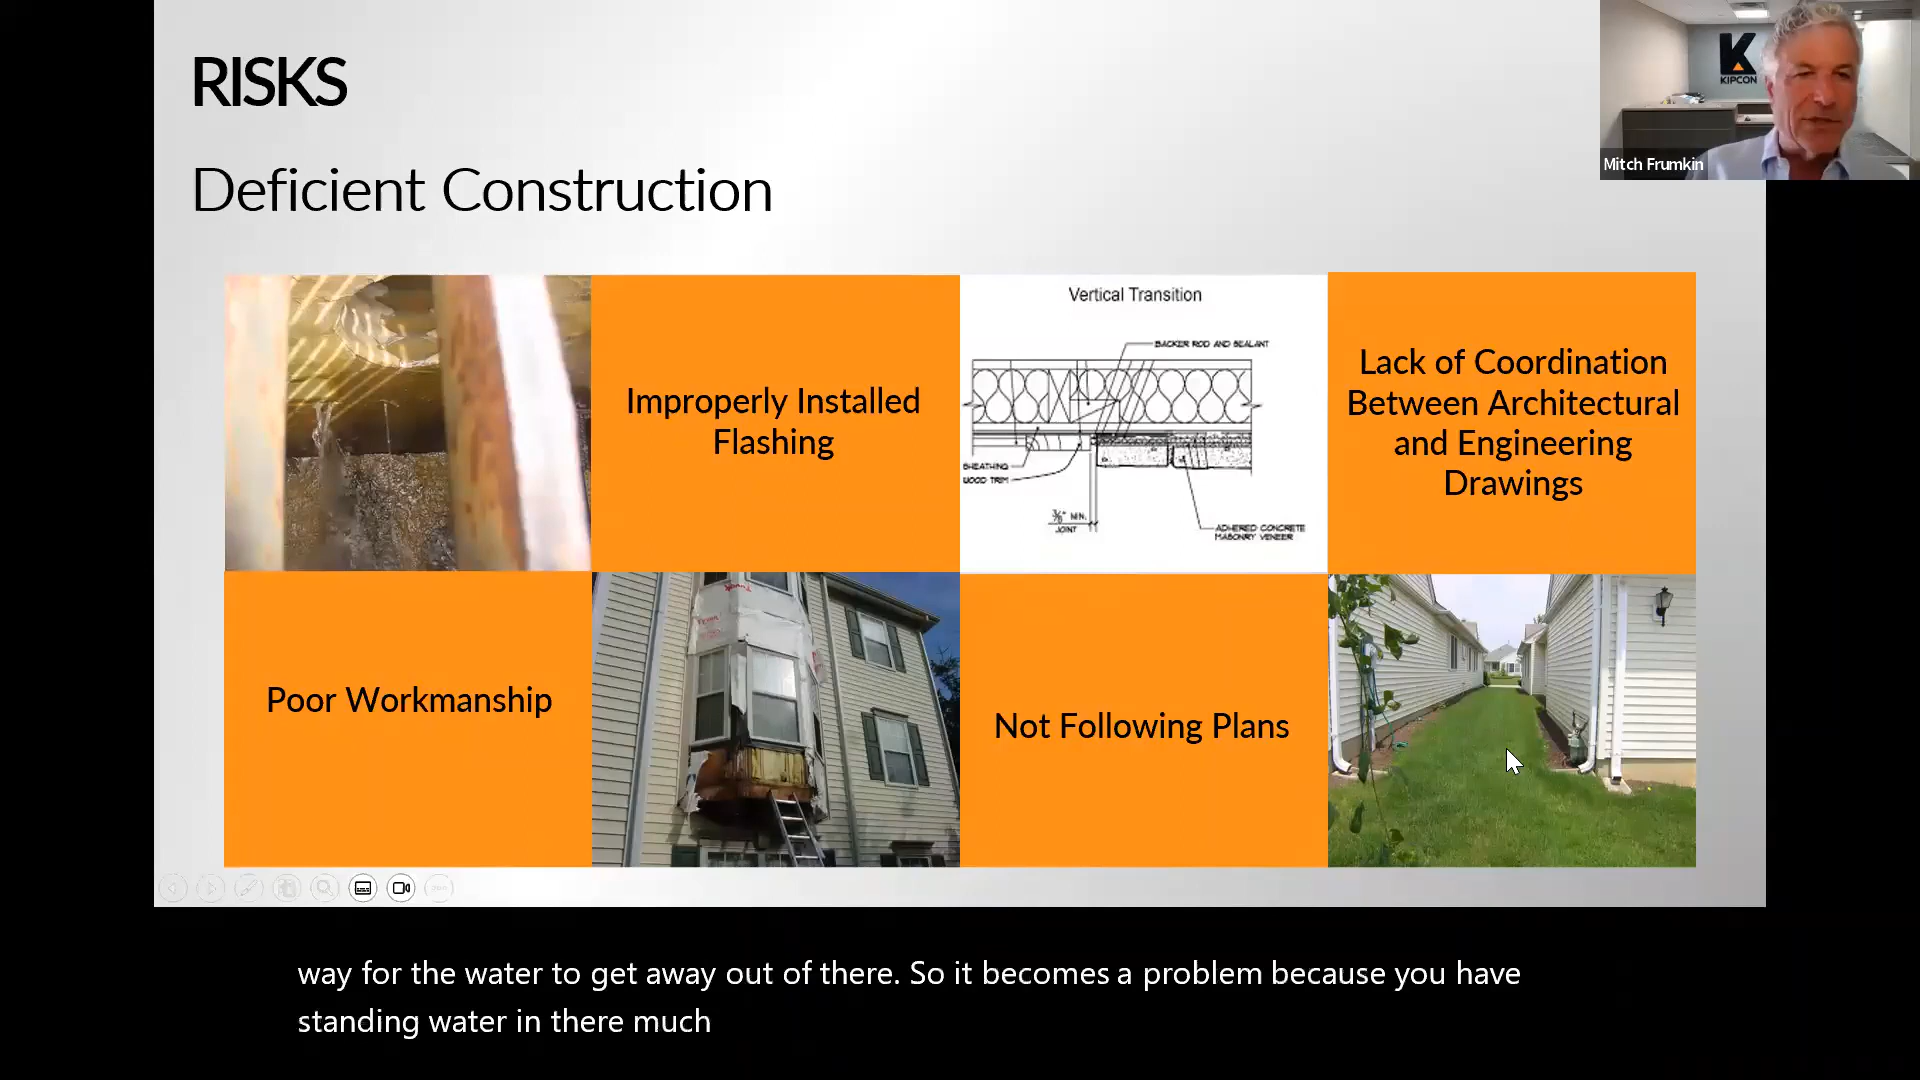 RISKS
Deficient Construction
K
KIPCON
Mitch Frumkin
Improperly Installed
Flashing
Vertical Transition
BACKER ROD AND SEALANT
SHEATHING
WOOD TRIM
3/8" MIN.
JOINT
ADHERED CONCRETE
MASONRY VENEER
Lack of Coordination
Between Architectural
and Engineering
Drawings
Poor Workmanship
Not Following Plans
way for the water to get away out of there. So it becomes a problem because you have
standing water in there much